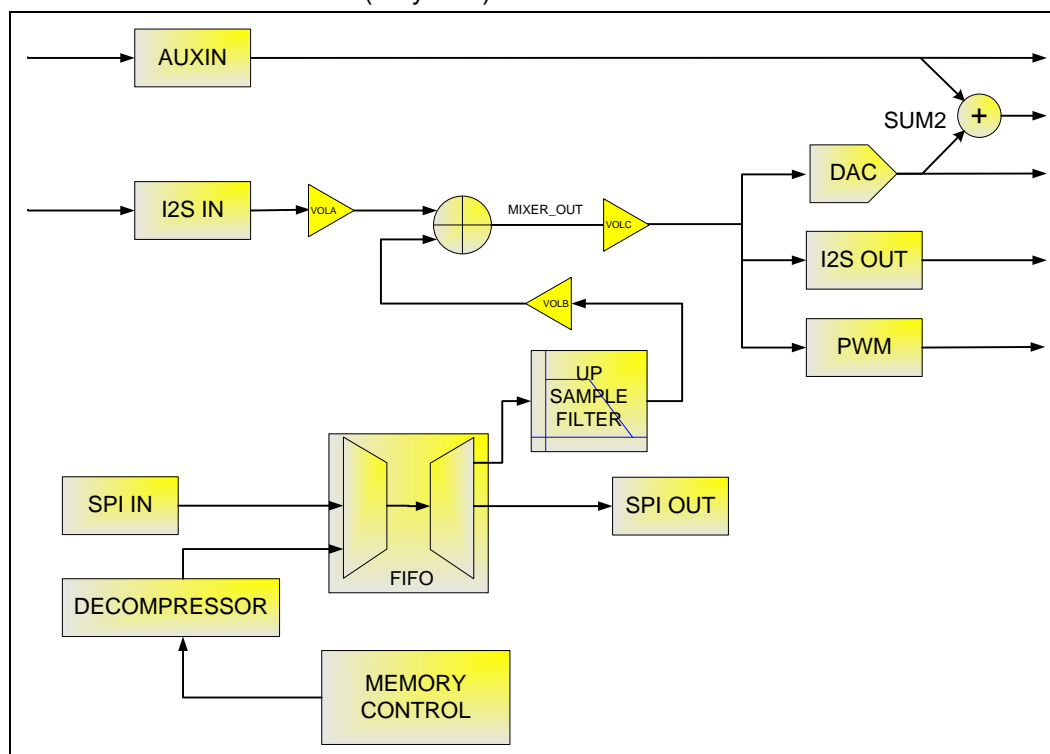 AUXIN
+
SUM2
DAC
I2S IN
VOLA
MIXER_OUT
VOLC
I2S OUT
VOLB
PWM
UP
SAMPLE
FILTER
SPI IN
SPI OUT
FIFO
DECOMPRESSOR
MEMORY
CONTROL